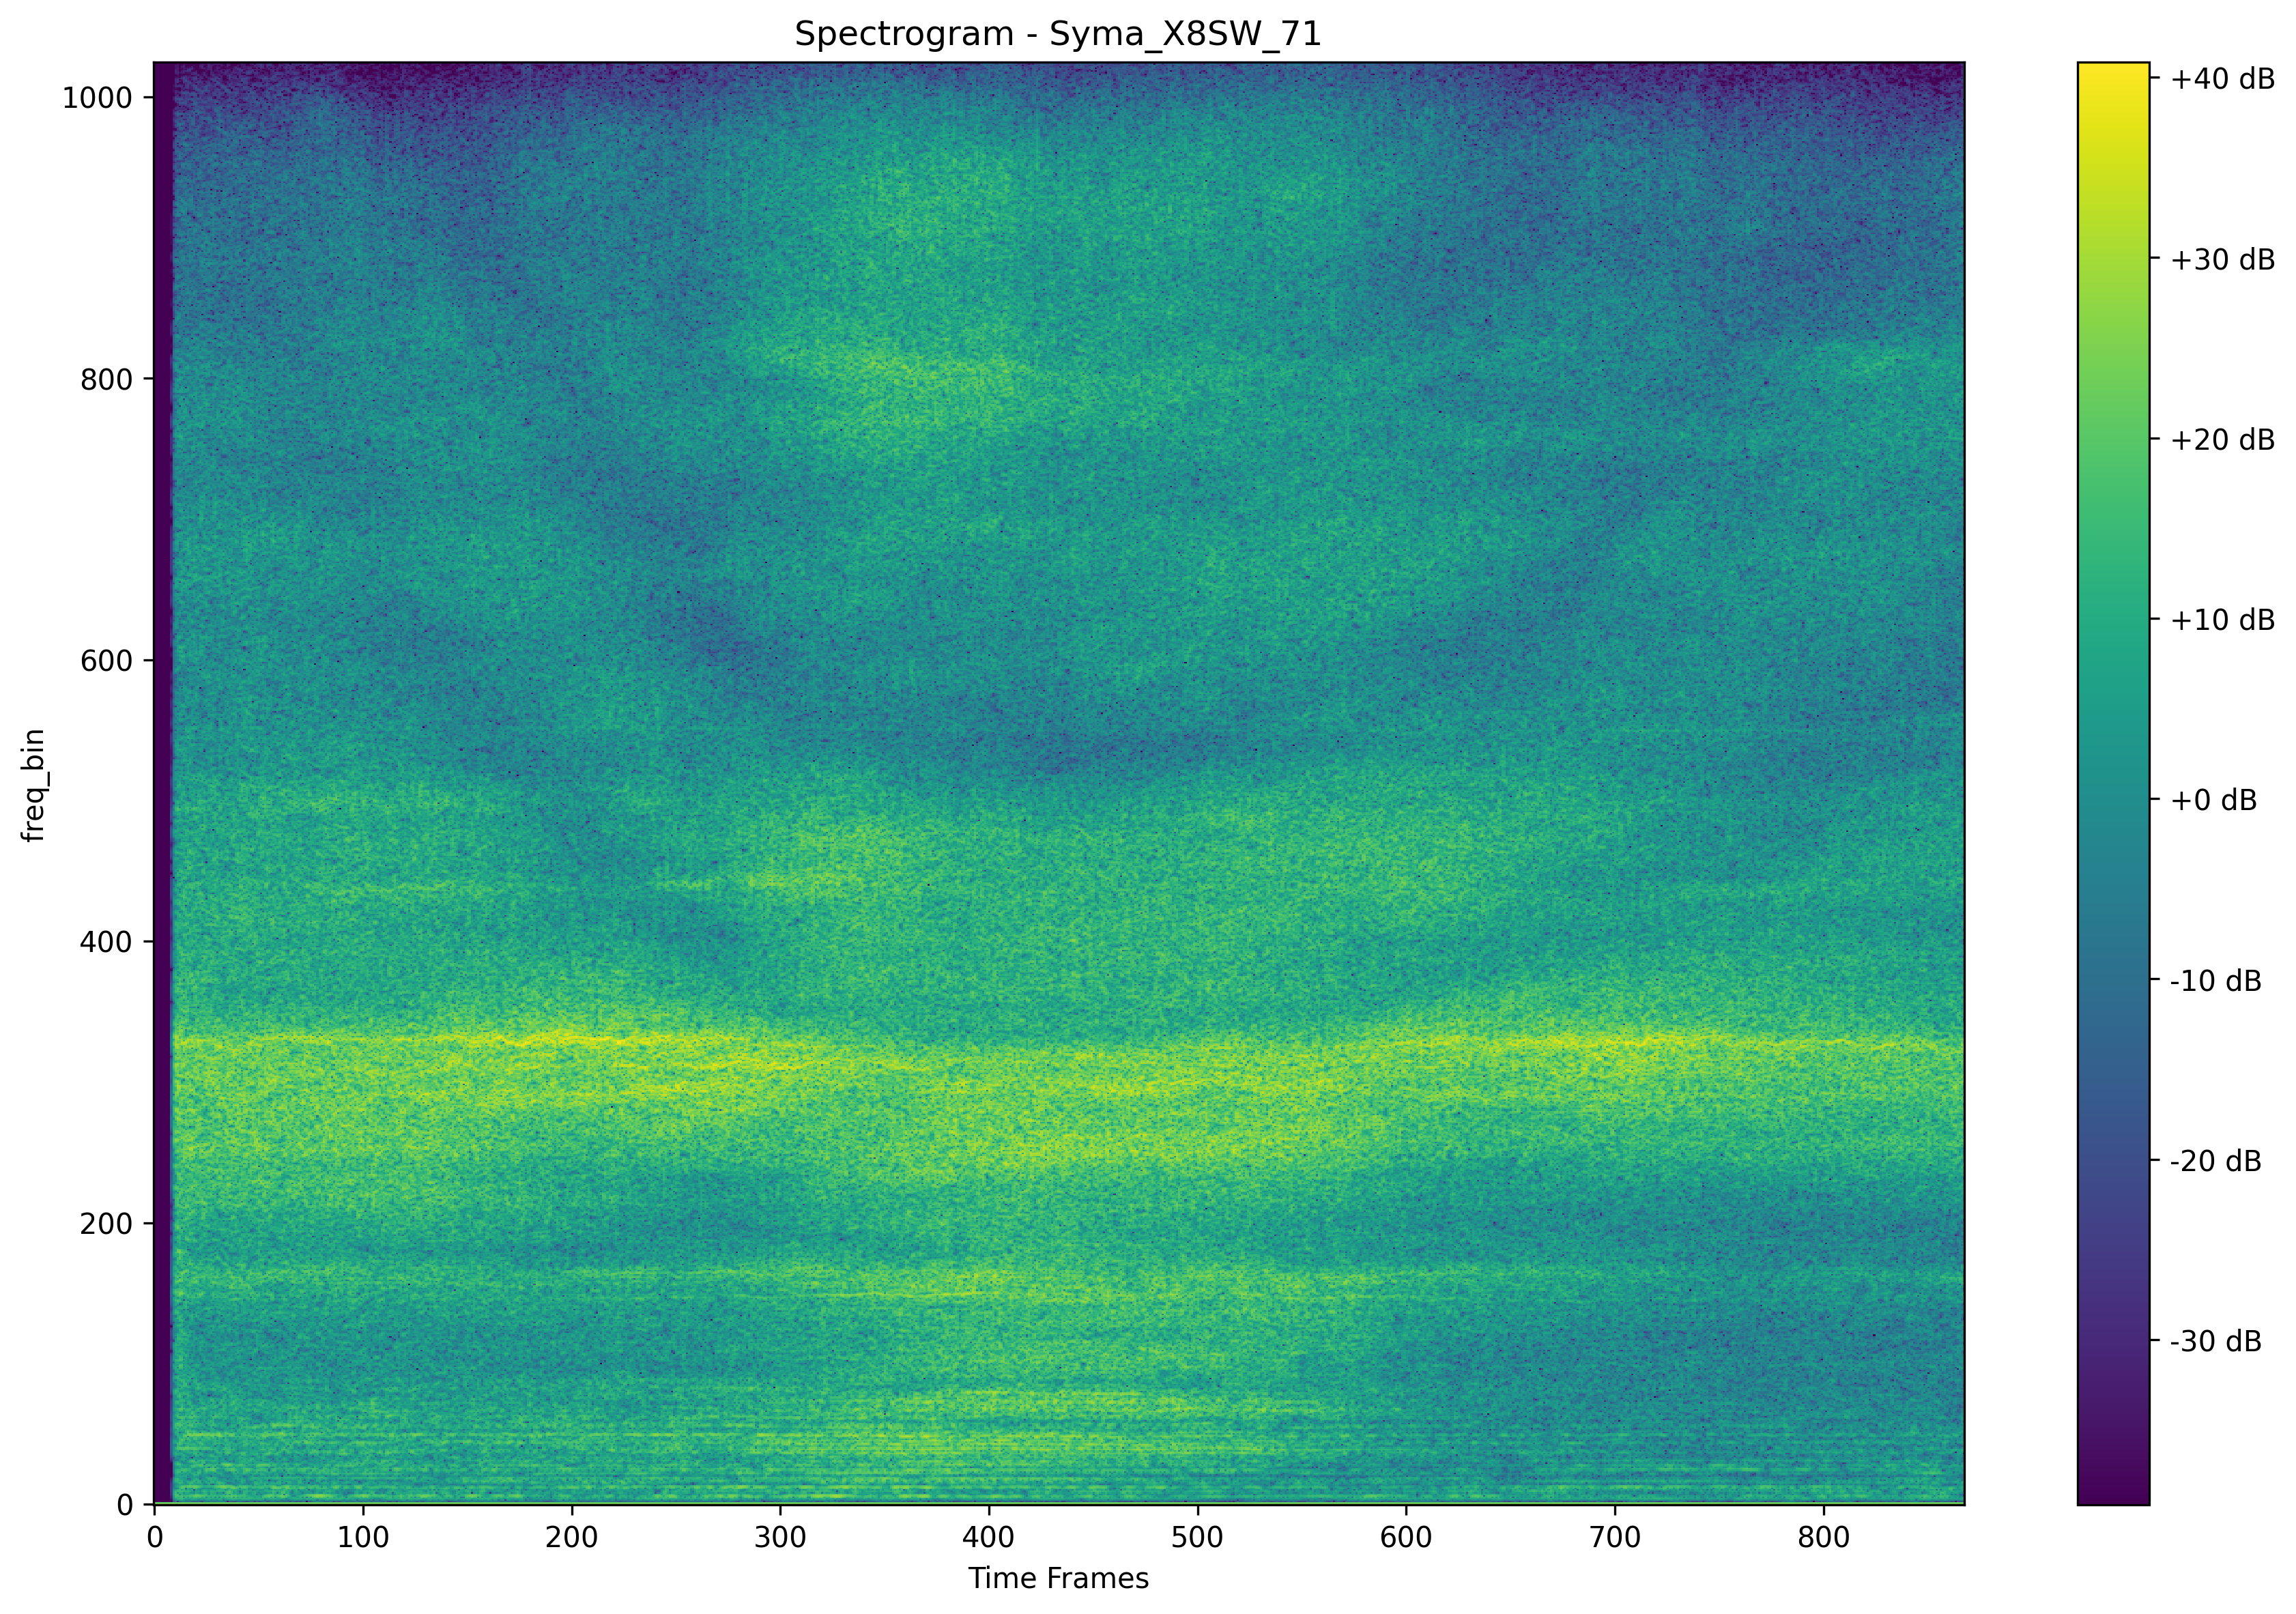 Spectrogram - Syma_X8SW_71
freq_bin
1000
800
600
400
200
0
0 100 200 300 400 500 600 700 800
Time Frames
+40 dB
+30 dB
+20 dB
+10 dB
+0 dB
-10 dB
-20 dB
-30 dB